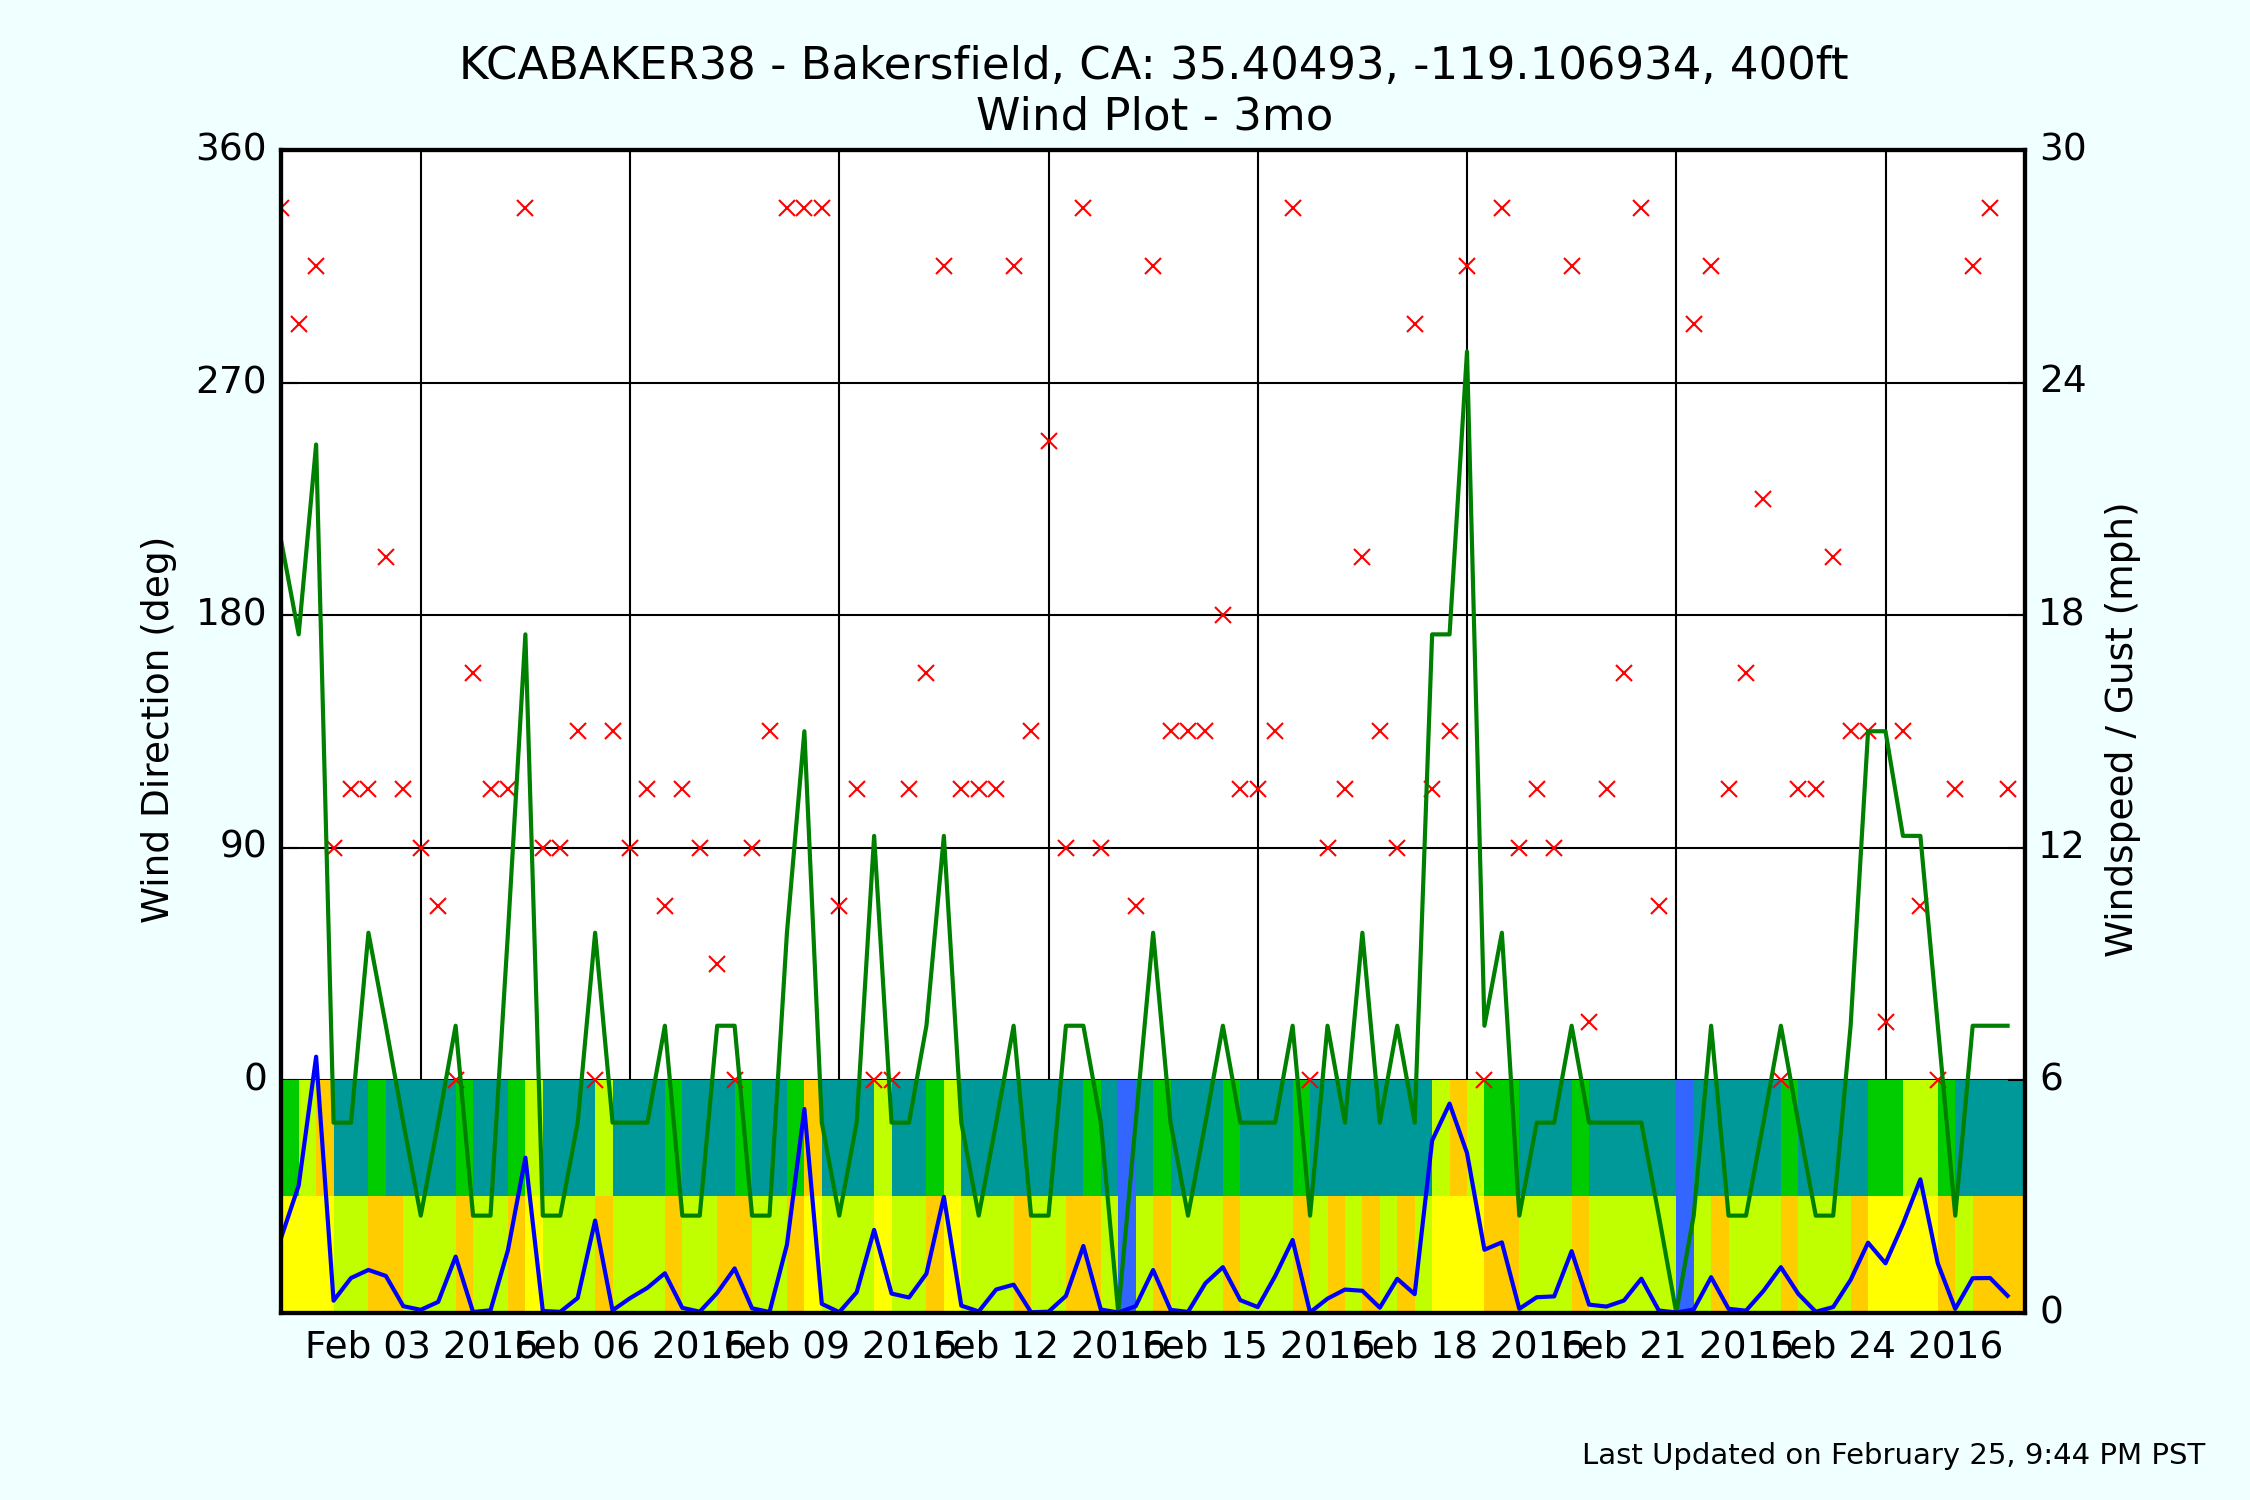 KCABAKER38 - Bakersfield, CA: 35.40493, -119.106934, 400ft
Wind Plot - 3mo
360
270
180
90
0
Wind Direction (deg)
30
24
18
12
6
0
Windspeed / Gust (mph)
Feb 03 2016
Feb 06 2016
Feb 09 2016
Feb 12 2016
Feb 15 2016
Feb 18 2016
Feb 21 2016
Feb 24 2016
Last Updated on February 25, 9:44 PM PST